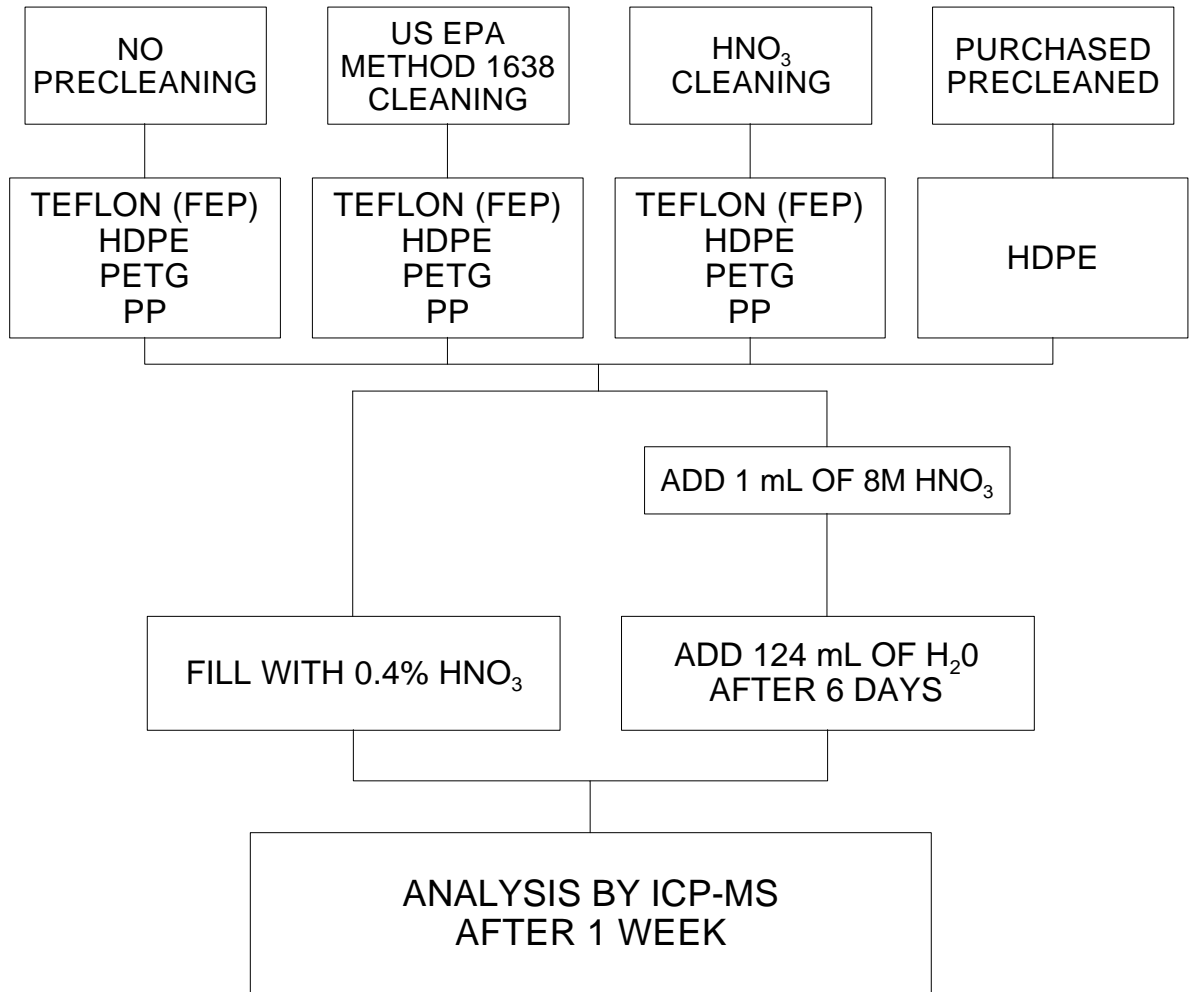 NO
PRECLEANING
US EPA
METHOD 1638
CLEANING
HNO₃
CLEANING
PURCHASED
PRECLEANED
TEFLON (FEP)
HDPE
PETG
PP
TEFLON (FEP)
HDPE
PETG
PP
TEFLON (FEP)
HDPE
PETG
PP
HDPE
ADD 1 mL OF 8M HNO₃
FILL WITH 0.4% HNO₃
ADD 124 mL OF H₂0
AFTER 6 DAYS
ANALYSIS BY ICP-MS
AFTER 1 WEEK